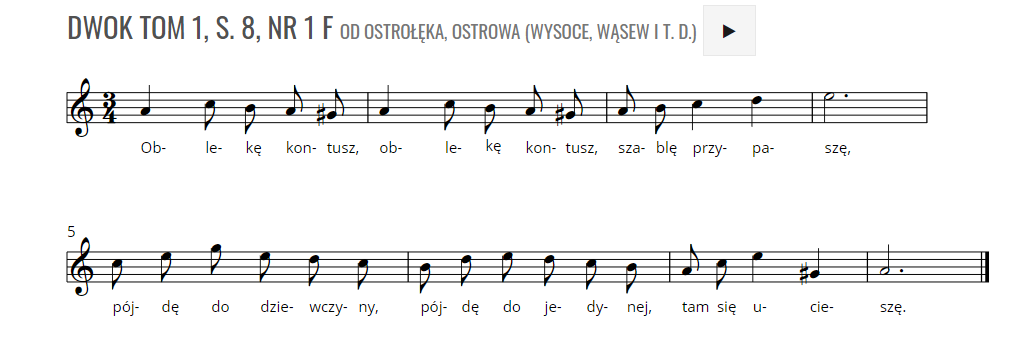 DWOK TOM 1, S. 8, NR 1 F OD OSTROŁĘKA, OSTROWA (WYSOCE, WĄSEW I T. D.)
3
4
Ob- le- kę kon- tusz, ob- le- kę kon- tusz, sza- blę przy- pa- szę,
5
pój- dę do dzie- wczy- ny, pój- dę do je- dy- nej, tam się u- cie- szę.